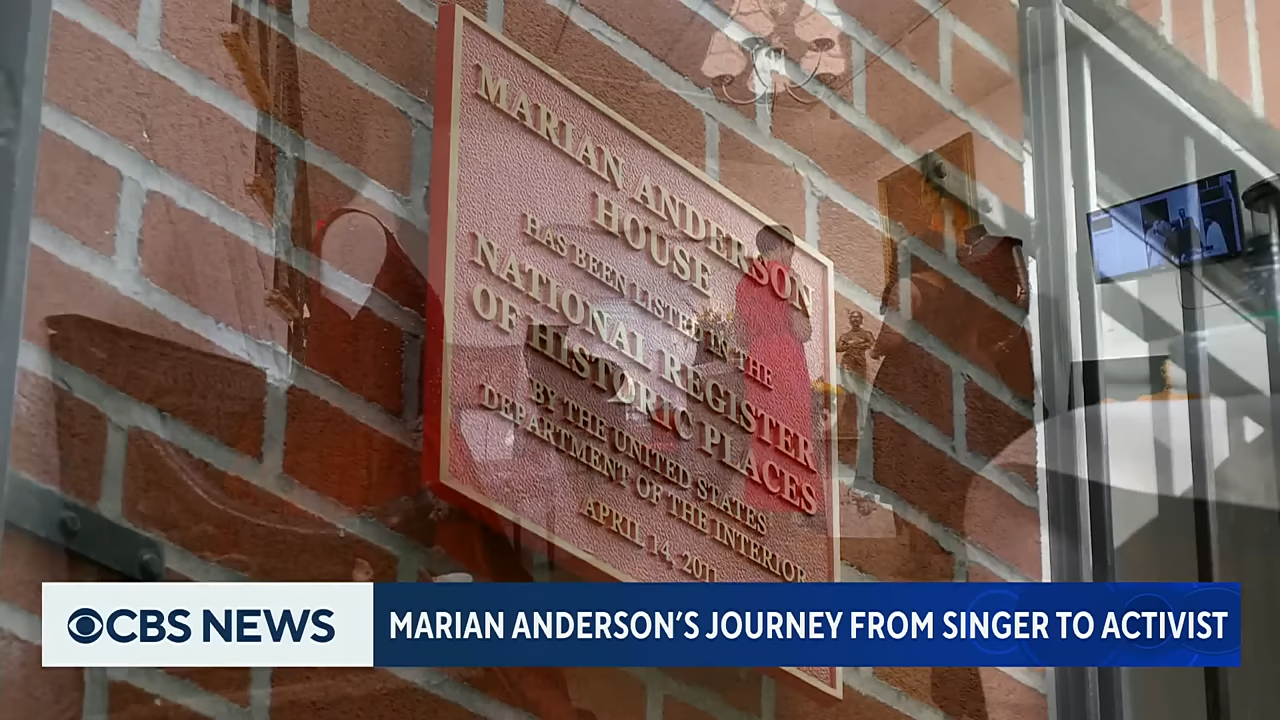 MARIAN ANDERSON
HOUSE
HAS BEEN LISTED IN THE
NATIONAL REGISTER
OF HISTORIC PLACES
BY THE UNITED STATES
DEPARTMENT OF THE INTERIOR
APRIL 14, 2011
CBS NEWS
MARIAN ANDERSON'S JOURNEY FROM SINGER TO ACTIVIST